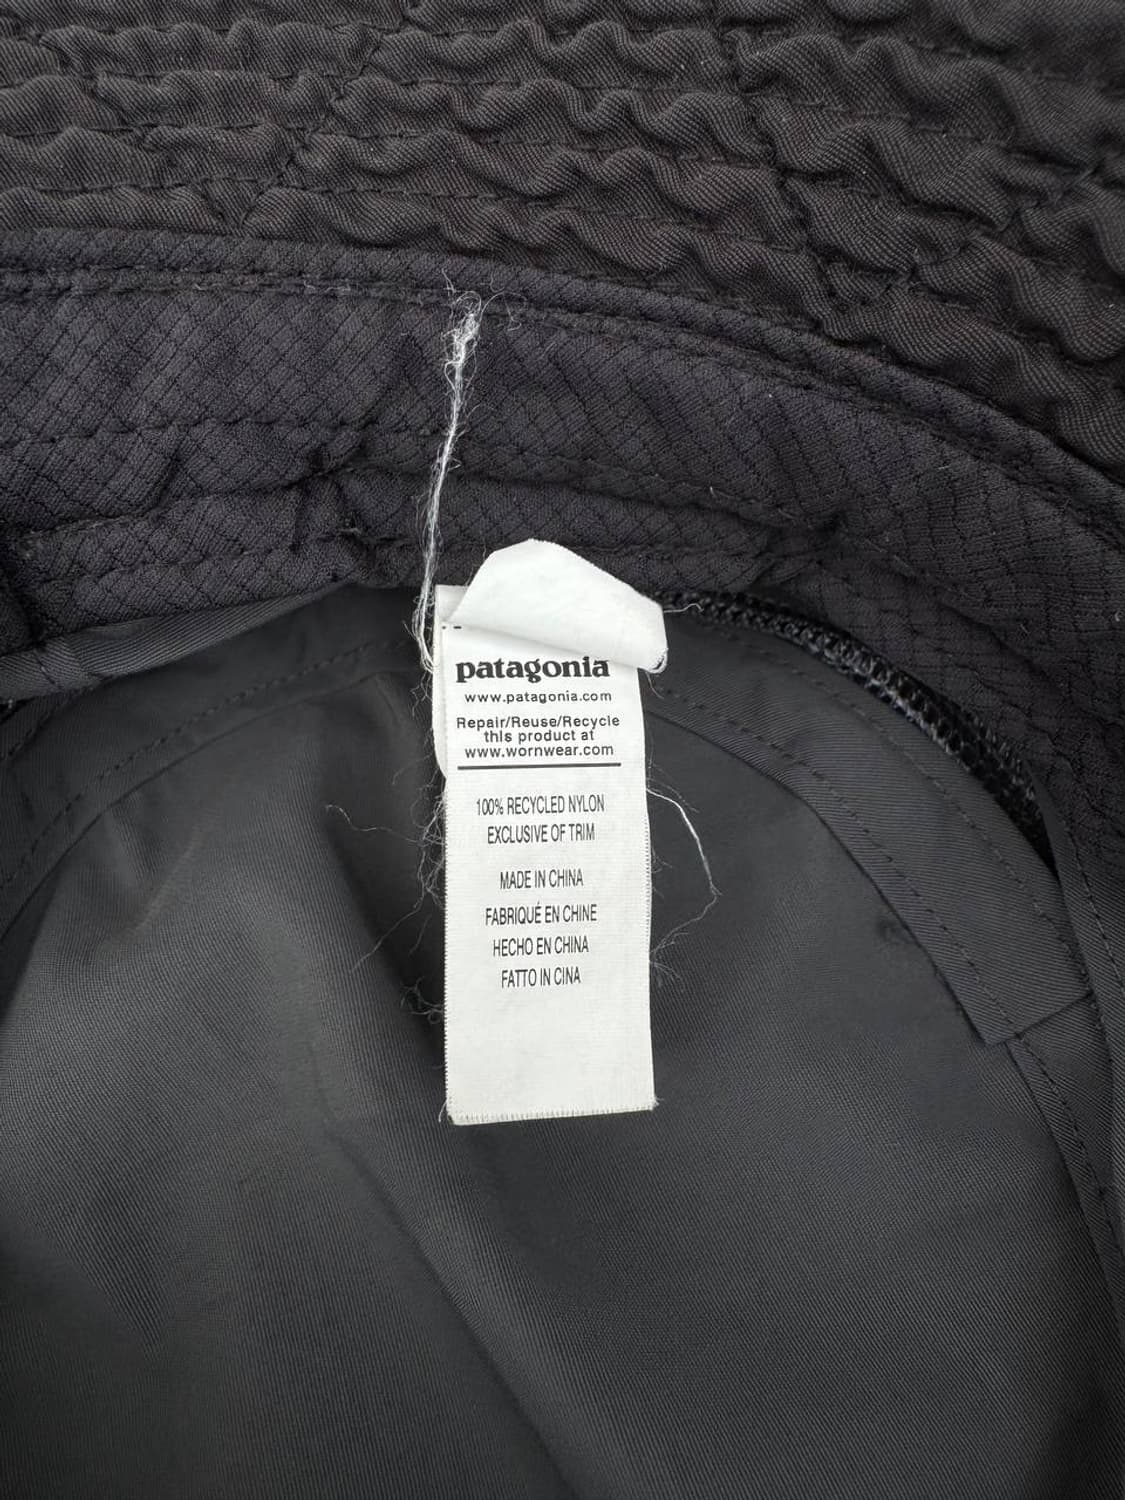 patagonia
www.patagonia.com
Repair/Reuse/Recycle
this product at
www.wornwear.com
100% RECYCLED NYLON
EXCLUSIVE OF TRIM
MADE IN CHINA
FABRIQUÉ EN CHINE
HECHO EN CHINA
FATTO IN CINA